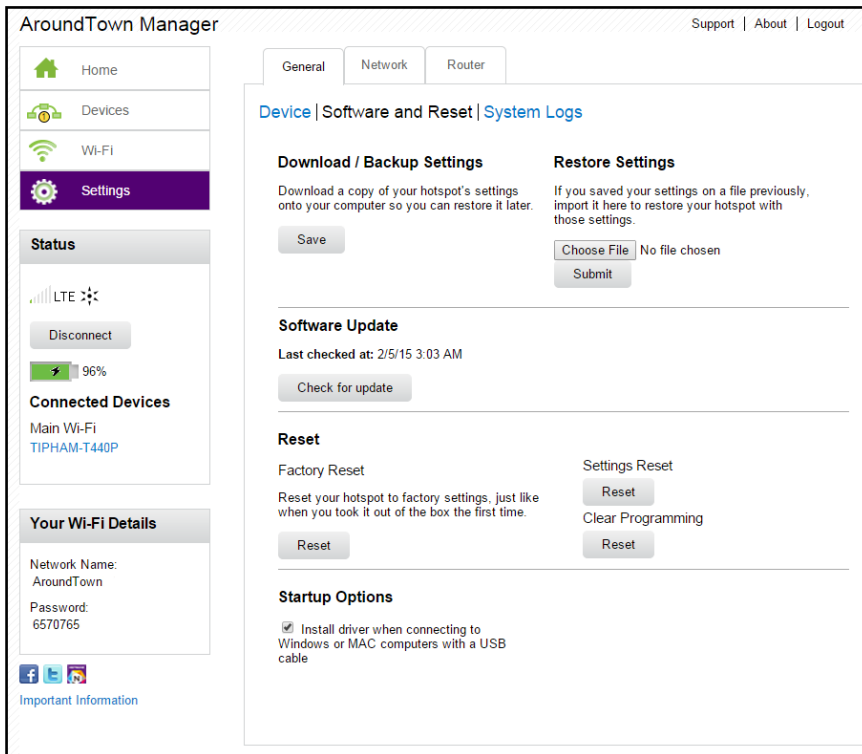 AroundTown Manager
Support | About | Logout
Home
Devices
Wi-Fi
Settings
Status
LTE
Disconnect
96%
Connected Devices
Main Wi-Fi
TIPHAM-T440P
Your Wi-Fi Details
Network Name:
AroundTown
Password:
6570765
Important Information
General
Network
Router
Device | Software and Reset | System Logs
Download / Backup Settings
Download a copy of your hotspot's settings
onto your computer so you can restore it later.
Save
Restore Settings
If you saved your settings on a file previously,
import it here to restore your hotspot with
those settings.
Choose File No file chosen
Submit
Software Update
Last checked at: 2/5/15 3:03 AM
Check for update
Reset
Factory Reset
Reset your hotspot to factory settings, just like
when you took it out of the box the first time.
Reset
Settings Reset
Reset
Clear Programming
Reset
Startup Options
Install driver when connecting to
Windows or MAC computers with a USB
cable